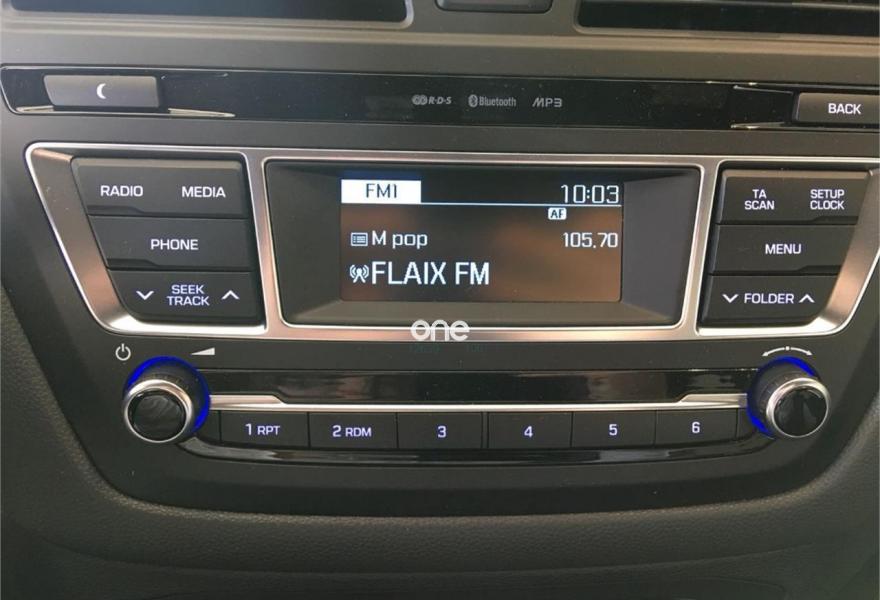 R·D·S Bluetooth MP3
BACK
RADIO MEDIA
PHONE
SEEK
TRACK
FM1 10:03
AF
M pop 105.70
FLAIX FM
TA
SCAN
SETUP
CLOCK
MENU
FOLDER
one
1 RPT 2 RDM 3 4 5 6